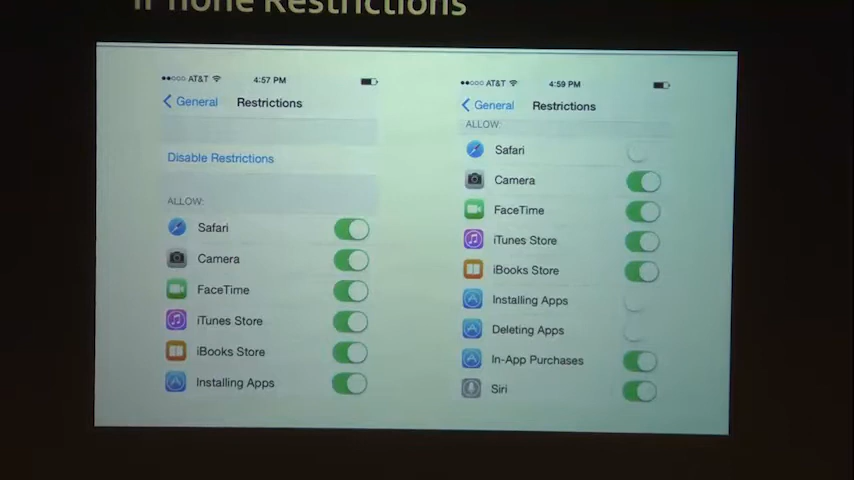 iPhone Restrictions
●●○○○ AT&T 4:57 PM
General Restrictions
Disable Restrictions
ALLOW:
Safari
Camera
FaceTime
iTunes Store
iBooks Store
Installing Apps
●●○○○ AT&T 4:59 PM
General Restrictions
ALLOW:
Safari
Camera
FaceTime
iTunes Store
iBooks Store
Installing Apps
Deleting Apps
In-App Purchases
Siri